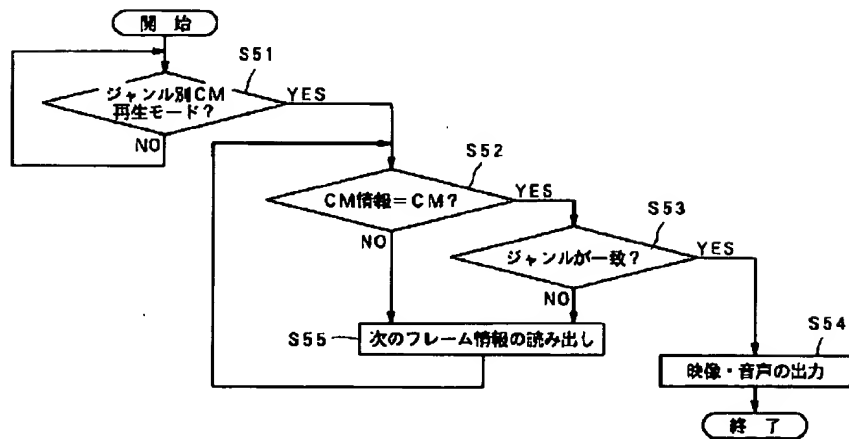 開 始
S51
ジャンル別CM
再生モード?
YES
NO
S52
CM情報=CM?
YES
NO
S53
ジャンルが一致?
YES
NO
S55
次のフレーム情報の読み出し
S54
映像・音声の出力
終 了